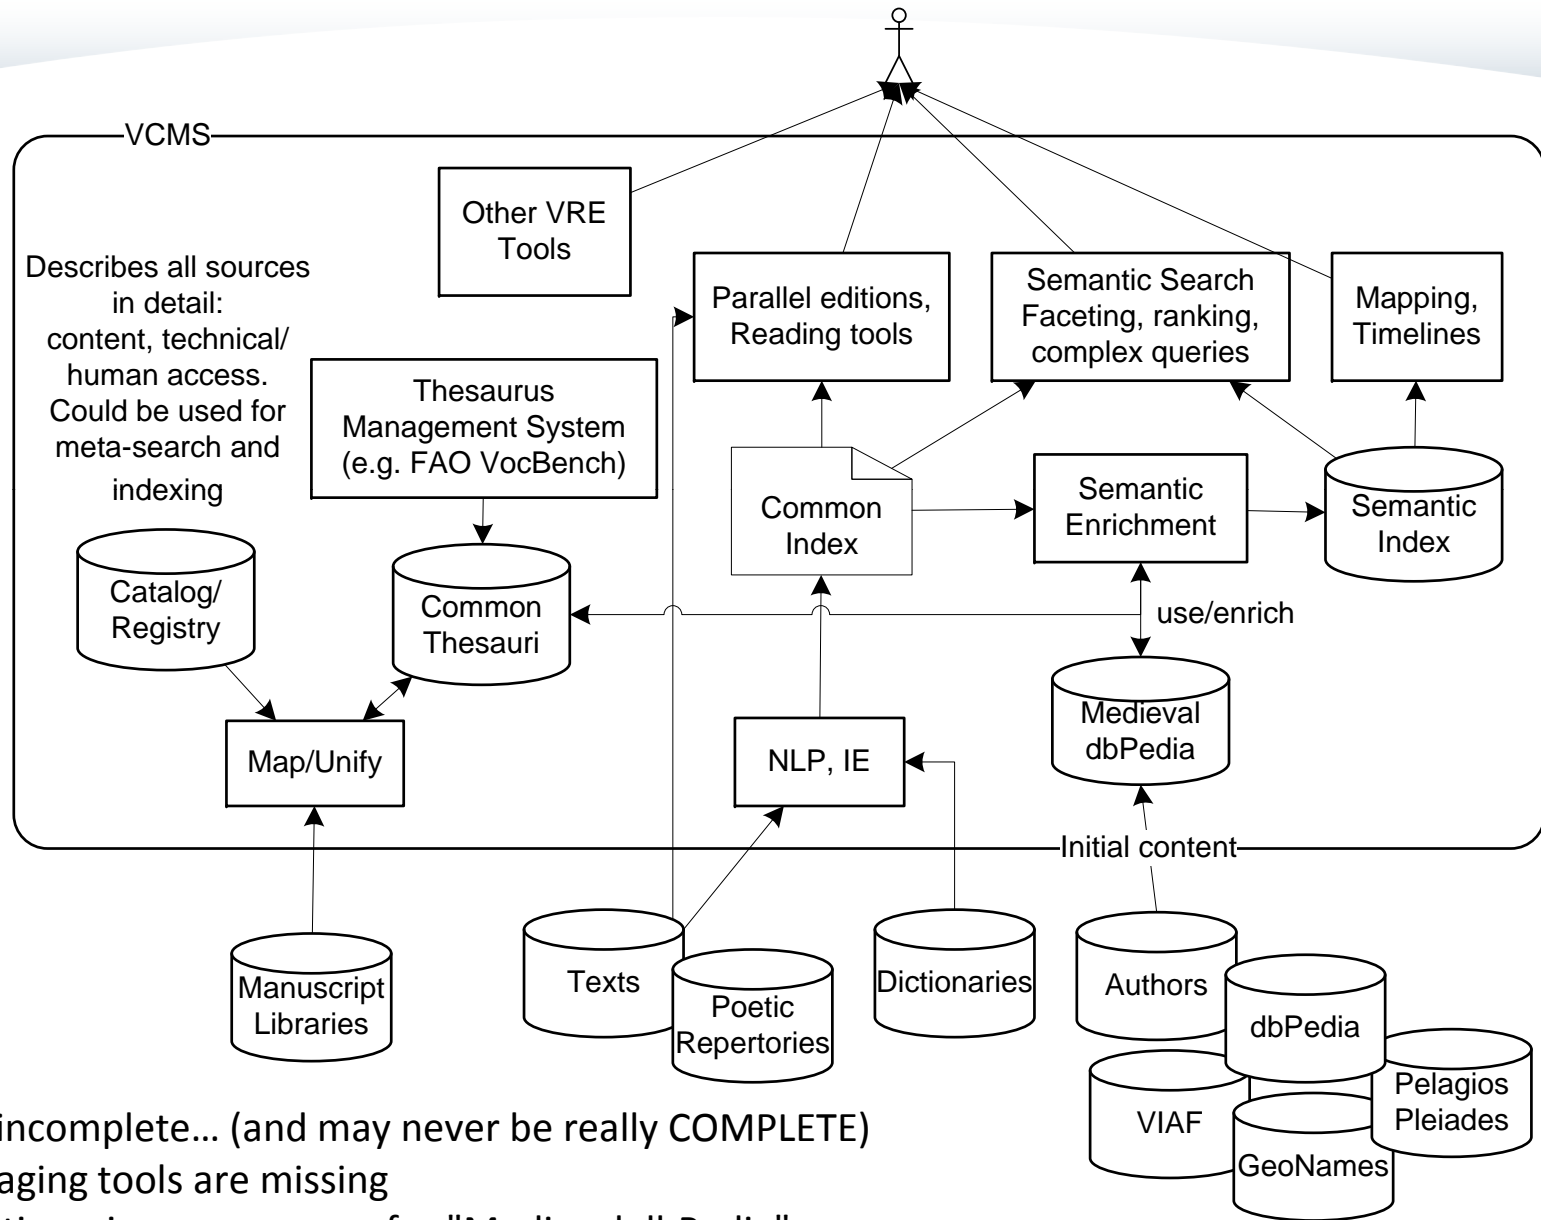 VCMS
Other VRE
Tools
Describes all sources
in detail:
content, technical/
human access.
Could be used for
meta-search and
indexing
Parallel editions,
Reading tools
Semantic Search
Faceting, ranking,
complex queries
Mapping,
Timelines
Thesaurus
Management System
(e.g. FAO VocBench)
Common
Index
Semantic
Enrichment
Semantic
Index
Catalog/
Registry
Common
Thesauri
use/enrich
Medieval
dbPedia
Map/Unify
NLP, IE
Initial content
Manuscript
Libraries
Texts
Poetic
Repertories
Dictionaries
Authors
dbPedia
VIAF
GeoNames
Pelagios
Pleiades
incomplete… (and may never be really COMPLETE)
aging tools are missing